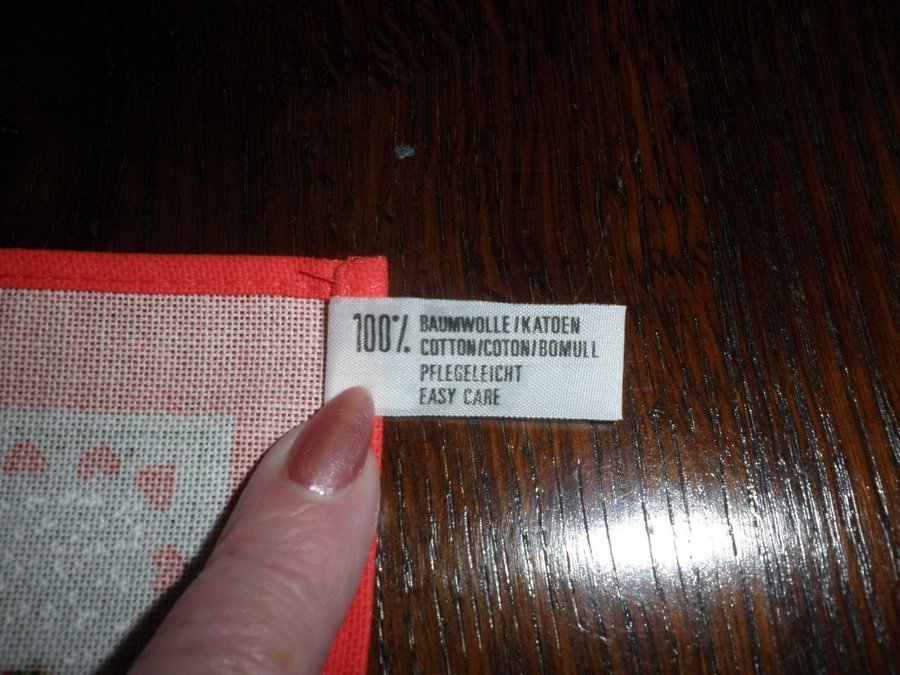 100% BAUMWOLLE/KATOEN
COTTON/COTON/BOMULL
PFLEGELEICHT
EASY CARE